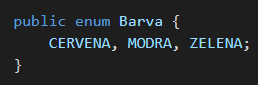 public enum Barva {
    CERVENA, MODRA, ZELENA;
}